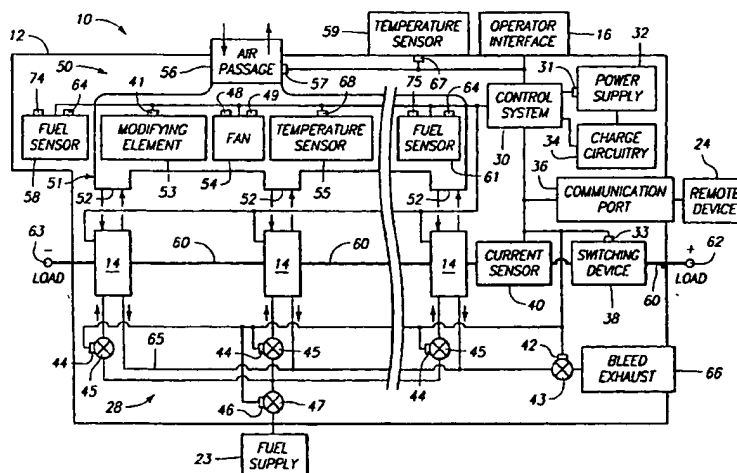 10
12
50
56
AIR
PASSAGE
57
59
TEMPERATURE
SENSOR
67
OPERATOR
INTERFACE
16
32
31
POWER
SUPPLY
CONTROL
SYSTEM
30
34
CHARGE
CIRCUITRY
24
36
COMMUNICATION
PORT
REMOTE
DEVICE
74
64
FUEL
SENSOR
58
41
MODIFYING
ELEMENT
53
48
49
FAN
54
68
TEMPERATURE
SENSOR
55
75
64
FUEL
SENSOR
61
51
52
52
52
63
−
LOAD
14
60
14
60
14
CURRENT
SENSOR
40
33
SWITCHING
DEVICE
38
+
62
60
LOAD
44
45
65
44
45
44
45
42
43
BLEED
EXHAUST
66
28
46
47
23
FUEL
SUPPLY